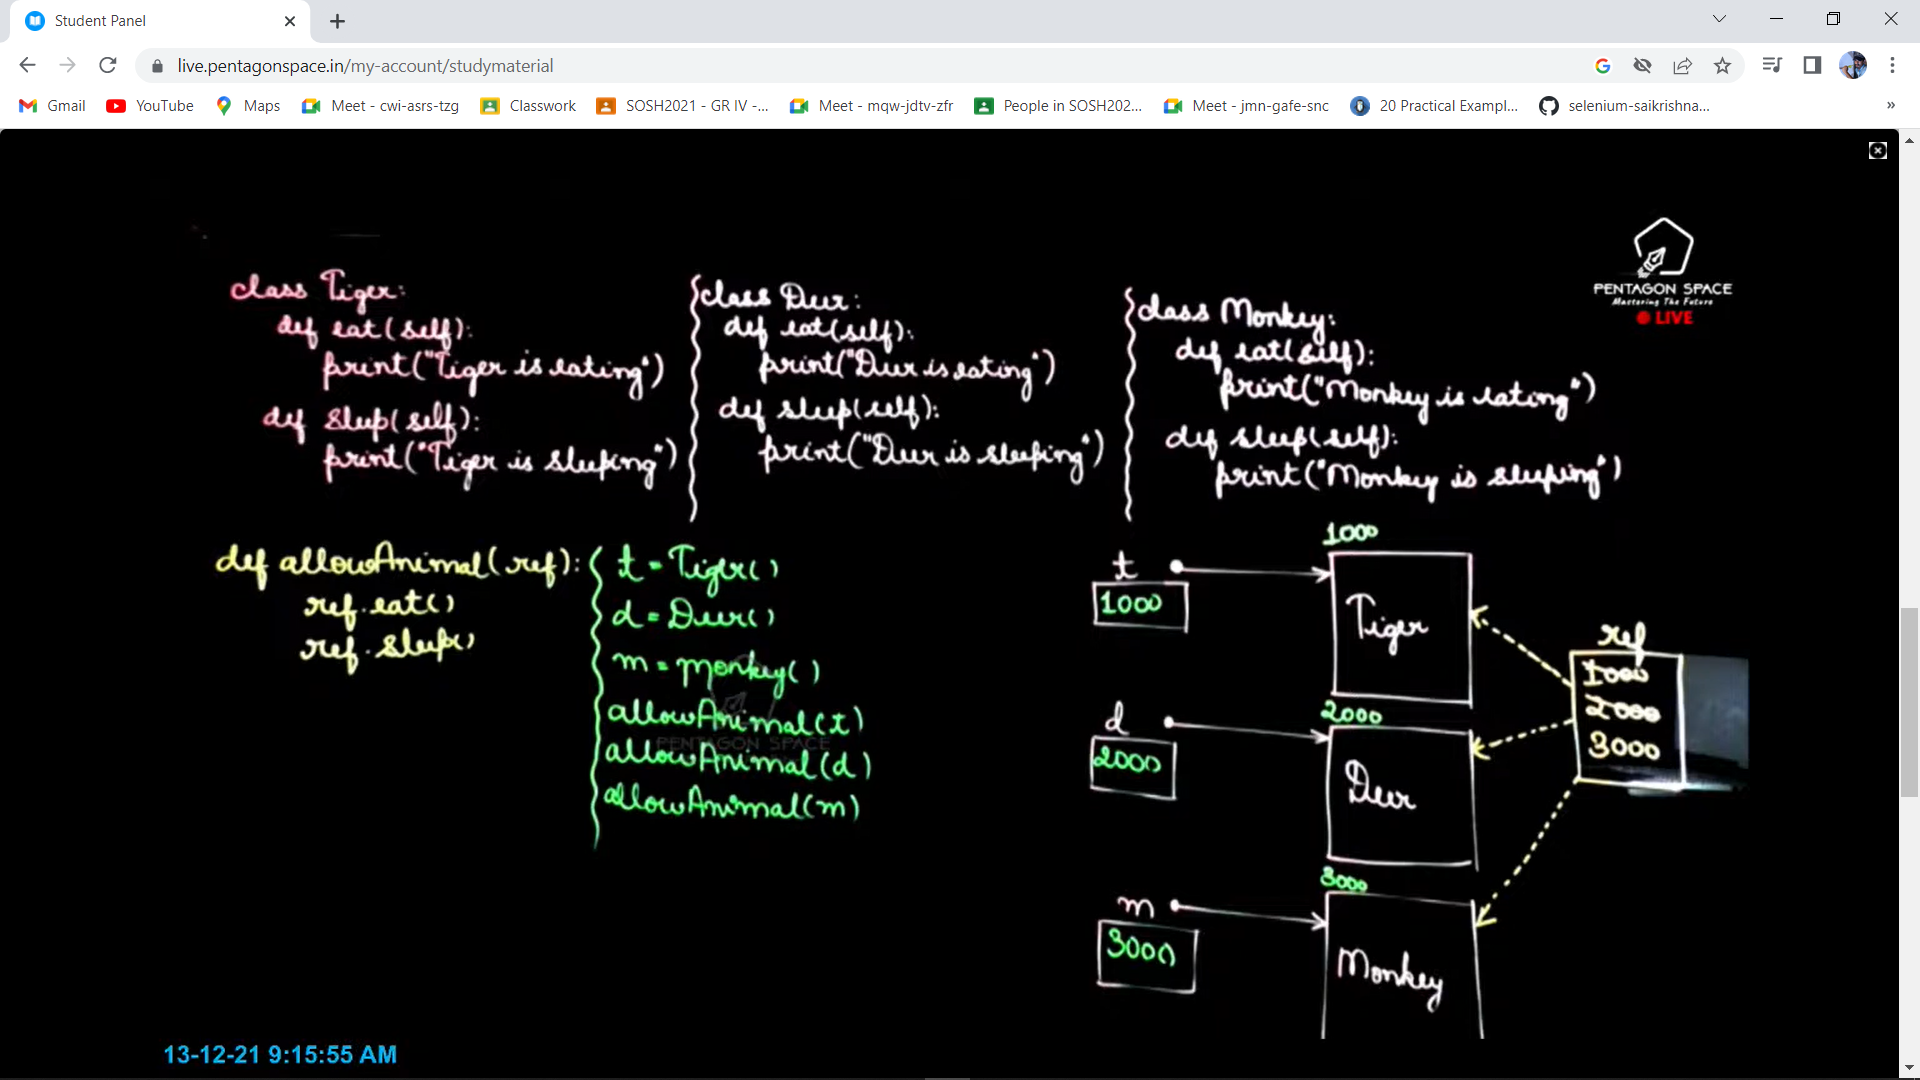 Student Panel
live.pentagonspace.in/my-account/studymaterial
Gmail
YouTube
Maps
Meet - cwi-asrs-tzg
Classwork
SOSH2021 - GR IV -...
Meet - mqw-jdtv-zfr
People in SOSH202...
Meet - jmn-gafe-snc
20 Practical Exampl...
selenium-saikrishna...
»
PENTAGON SPACE
Mastering The Future
LIVE
class Tiger:
def eat(self):
print("Tiger is eating")
def Sleep(self):
print("Tiger is sleeping")
class Deer:
def eat(self):
print("Deer is eating")
def sleep(self):
print("Deer is sleeping")
class Monkey:
def eat(self):
print("Monkey is eating")
def sleep(self):
print("Monkey is sleeping")
def allowAnimal(ref):
ref.eat()
ref.sleep()
t = Tiger()
d = Deer()
m = Monkey()
allowAnimal(t)
allowAnimal(d)
allowAnimal(m)
PENTAGON SPACE
t
1000
1000
Tiger
d
2000
2000
Deer
m
3000
3000
Monkey
ref
1000
2000
3000
13-12-21 9:15:55 AM